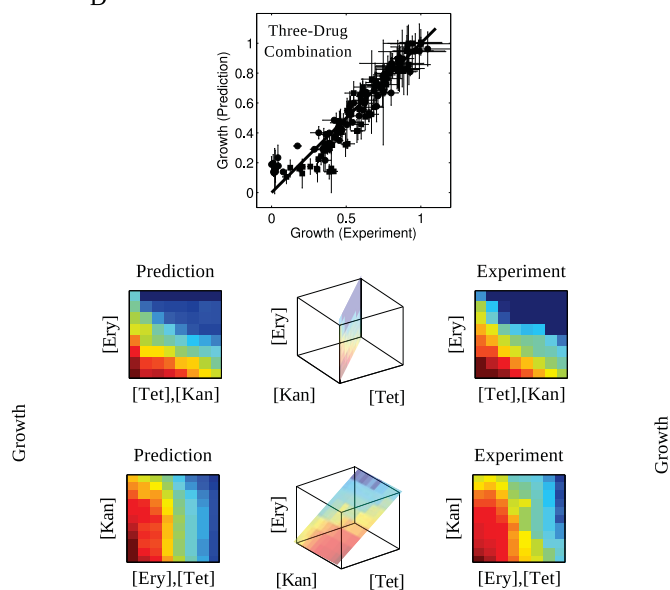 D
Three-Drug
Combination
Growth (Prediction)
1
0.8
0.6
0.4
0.2
0
0 0.5 1
Growth (Experiment)
Prediction
[Ery]
[Tet],[Kan]
[Ery]
[Kan] [Tet]
Experiment
[Ery]
[Tet],[Kan]
Growth
Growth
Prediction
[Kan]
[Ery],[Tet]
[Ery]
[Kan] [Tet]
Experiment
[Kan]
[Ery],[Tet]